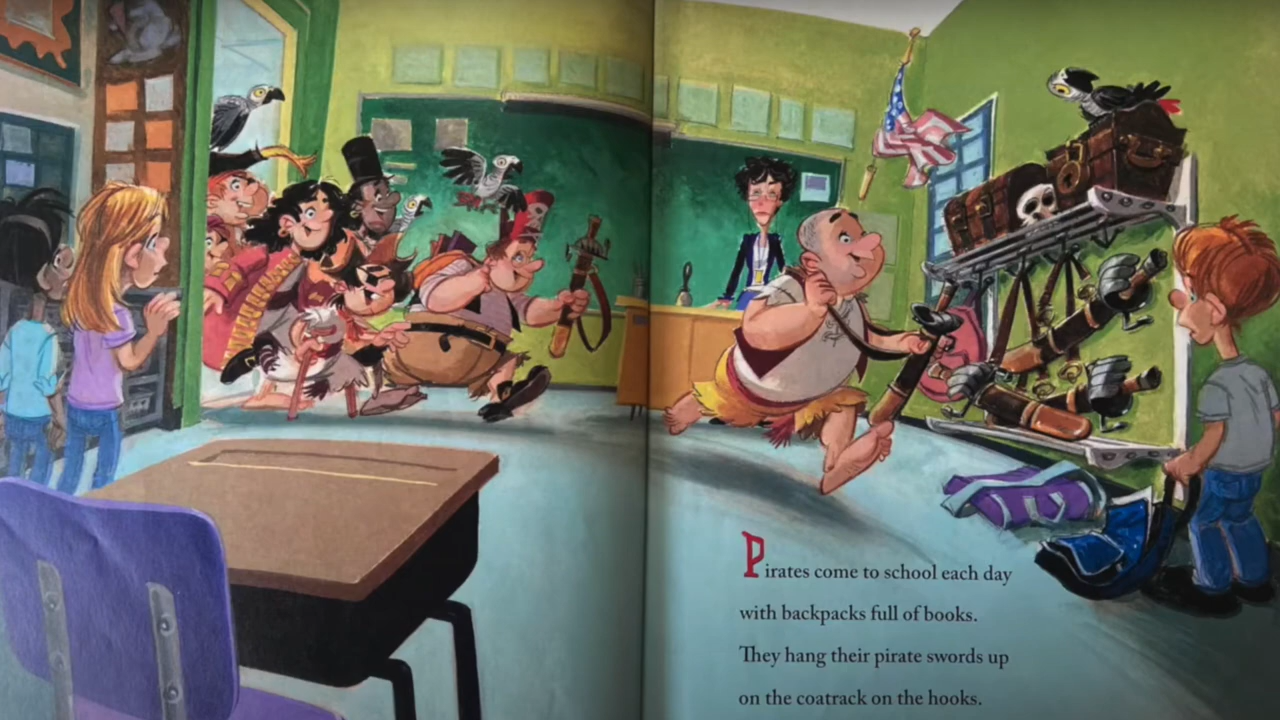 Pirates come to school each day
with backpacks full of books.
They hang their pirate swords up
on the coatrack on the hooks.